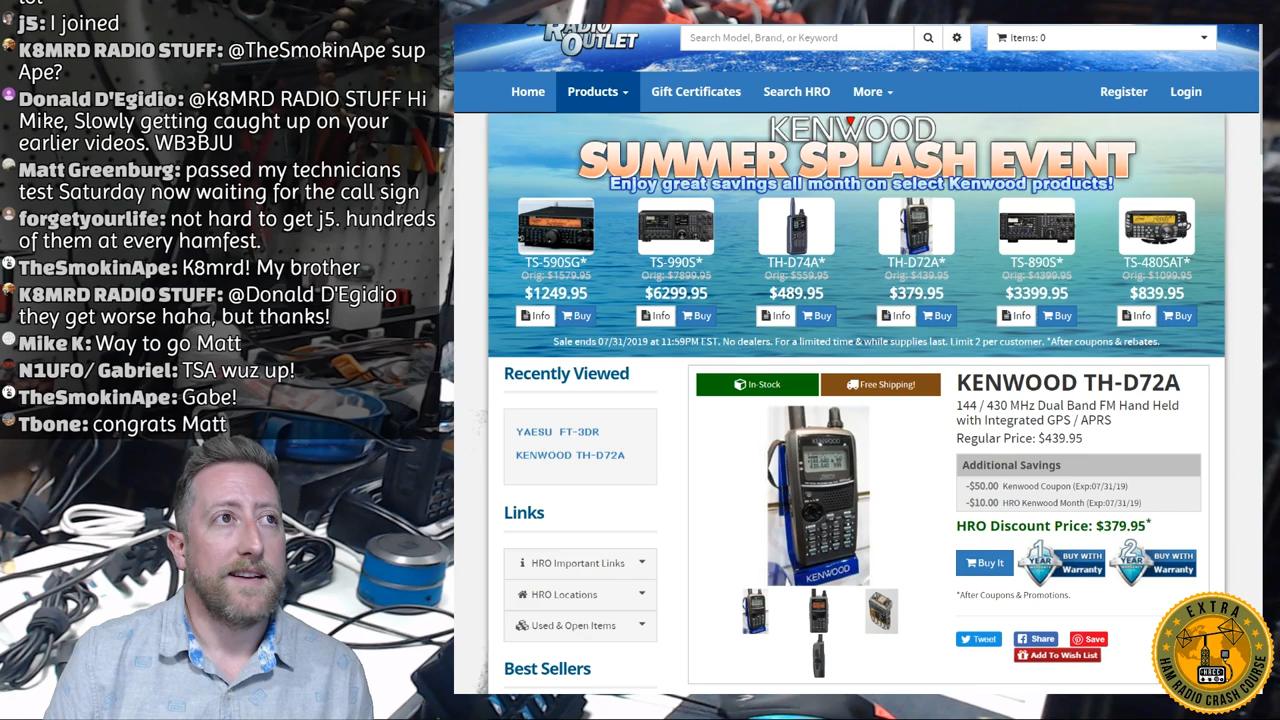 lot
j5: I joined
K8MRD RADIO STUFF: @TheSmokinApe sup
Ape?
Donald D'Egidio: @K8MRD RADIO STUFF Hi
Mike, Slowly getting caught up on your
earlier videos. WB3BJU
Matt Greenburg: passed my technicians
test Saturday now waiting for the call sign
forgetyourlife: not hard to get j5. hundreds
of them at every hamfest.
TheSmokinApe: K8mrd! My brother
K8MRD RADIO STUFF: @Donald D'Egidio
they get worse haha, but thanks!
Mike K: Way to go Matt
N1UFO/ Gabriel: TSA wuz up!
TheSmokinApe: Gabe!
Tbone: congrats Matt
RADIO
OUTLET
Search Model, Brand, or Keyword
Items: 0
Home Products Gift Certificates Search HRO More Register Login
KENWOOD
SUMMER SPLASH EVENT
Enjoy great savings all month on select Kenwood products!
TS-590SG* TS-990S* TH-D74A* TH-D72A* TS-890S* TS-480SAT*
Orig: $1579.95 Orig: $7899.95 Orig: $559.95 Orig: $439.95 Orig: $4399.95 Orig: $1099.95
$1249.95 $6299.95 $489.95 $379.95 $3399.95 $839.95
Info Buy Info Buy Info Buy Info Buy Info Buy Info Buy
Sale ends 07/31/2019 at 11:59PM EST. No dealers. For a limited time & while supplies last. Limit 2 per customer. *After coupons & rebates.
Recently Viewed
YAESU FT-3DR
KENWOOD TH-D72A
Links
HRO Important Links
HRO Locations
Used & Open Items
Best Sellers
In-Stock
Free Shipping!
KENWOOD
KENWOOD
KENWOOD TH-D72A
144 / 430 MHz Dual Band FM Hand Held
with Integrated GPS / APRS
Regular Price: $439.95
Additional Savings
-$50.00 Kenwood Coupon (Exp:07/31/19)
-$10.00 HRO Kenwood Month (Exp:07/31/19)
HRO Discount Price: $379.95*
Buy It
1 YEAR BUY WITH Warranty
2 YEAR BUY WITH Warranty
*After Coupons & Promotions.
Tweet Share Save
Add To Wish List
EXTRA
HAM RADIO CRASH COURSE
HRCC